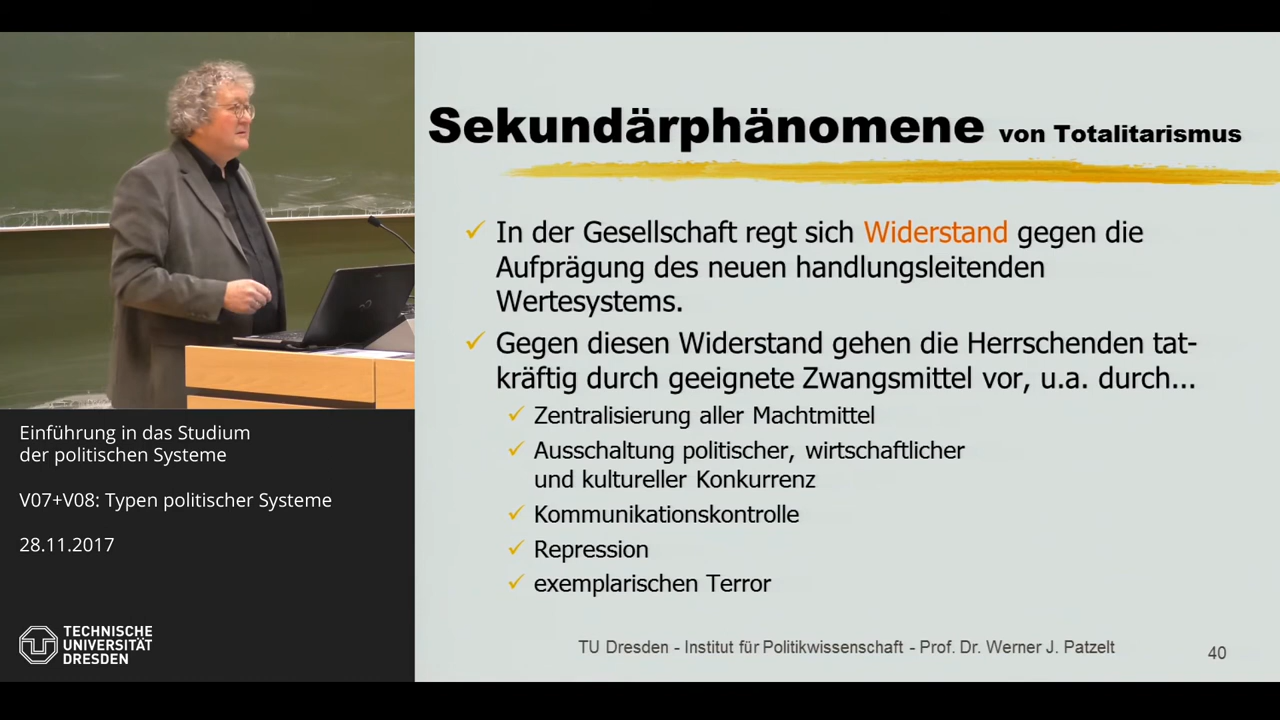 Sekundärphänomene von Totalitarismus
In der Gesellschaft regt sich Widerstand gegen die
Aufprägung des neuen handlungsleitenden
Wertesystems.
Gegen diesen Widerstand gehen die Herrschenden tat-
kräftig durch geeignete Zwangsmittel vor, u.a. durch...
Zentralisierung aller Machtmittel
Ausschaltung politischer, wirtschaftlicher
und kultureller Konkurrenz
Kommunikationskontrolle
Repression
exemplarischen Terror
TU Dresden - Institut für Politikwissenschaft - Prof. Dr. Werner J. Patzelt
40
Einführung in das Studium
der politischen Systeme
V07+V08: Typen politischer Systeme
28.11.2017
TECHNISCHE
UNIVERSITÄT
DRESDEN